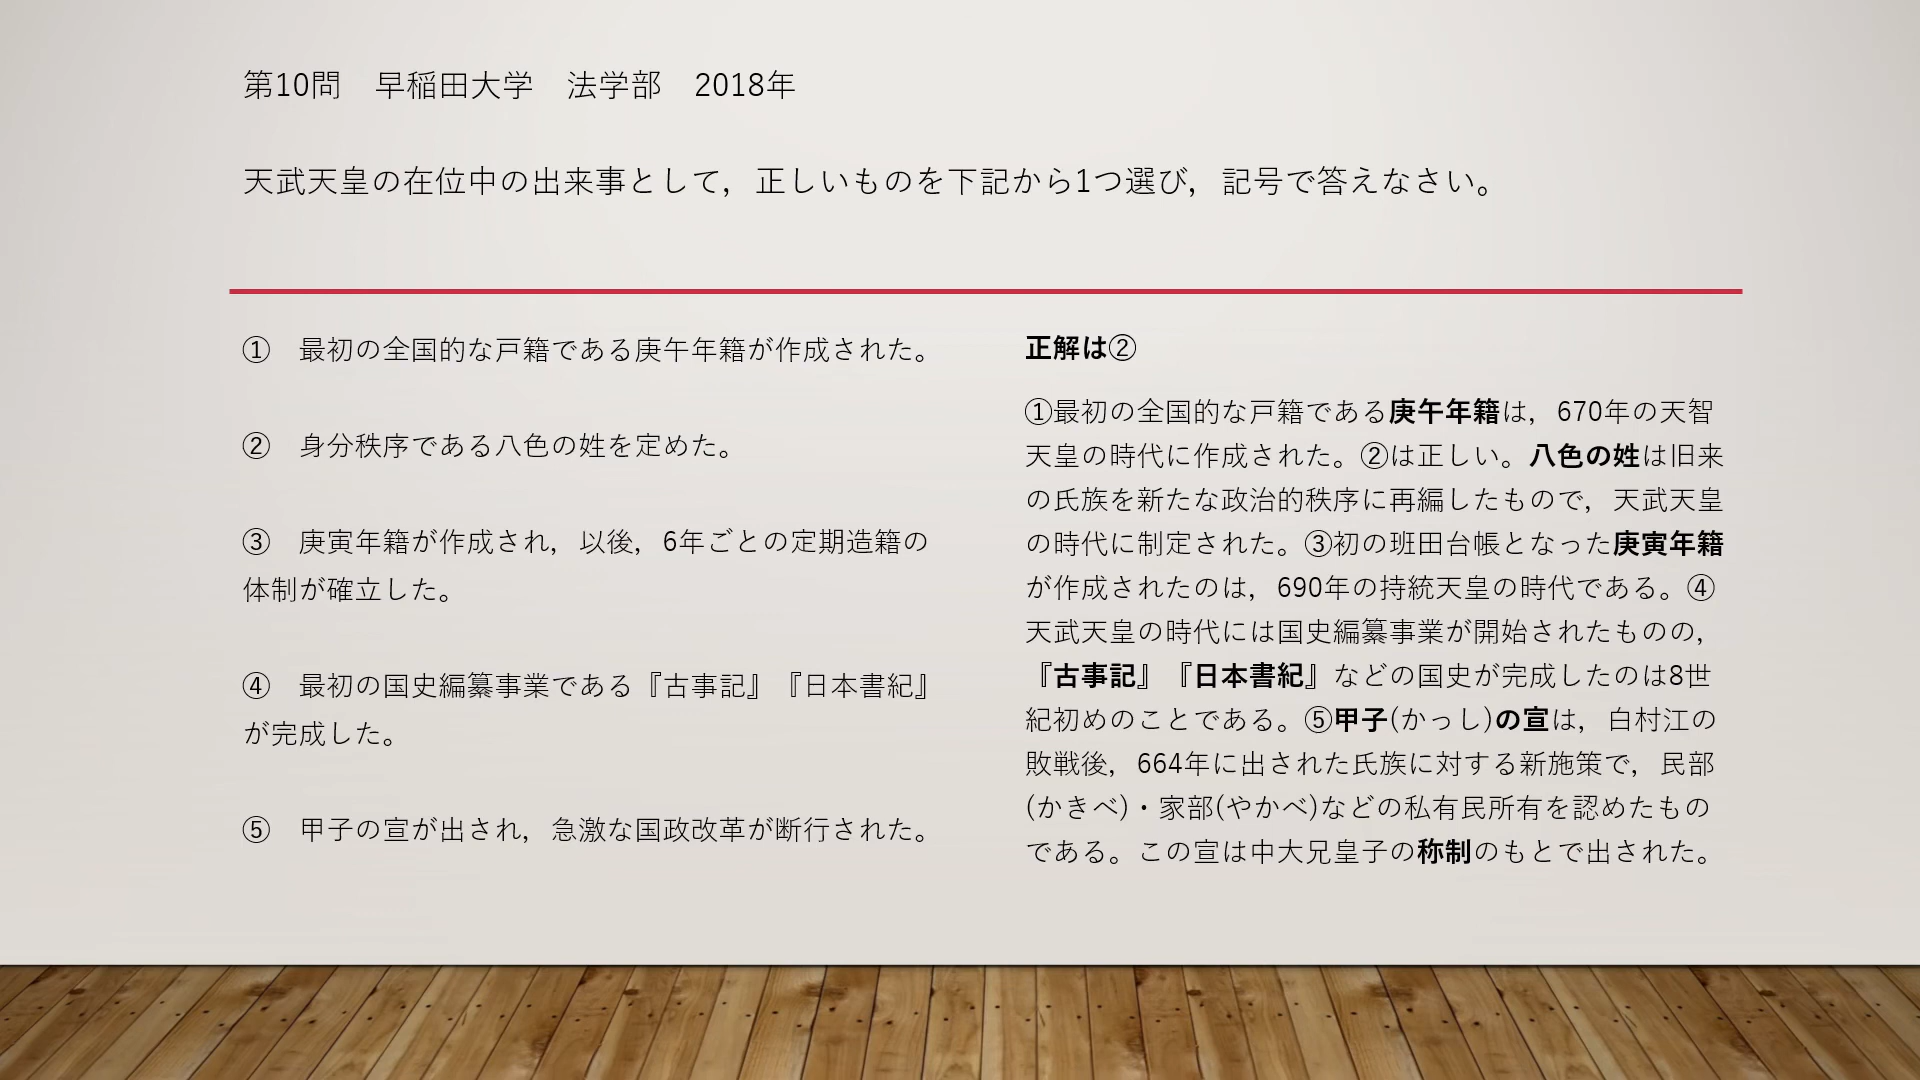 第10問　早稲田大学　法学部　2018年
天武天皇の在位中の出来事として，正しいものを下記から1つ選び，記号で答えなさい。
①　最初の全国的な戸籍である庚午年籍が作成された。
②　身分秩序である八色の姓を定めた。
③　庚寅年籍が作成され，以後，6年ごとの定期造籍の
体制が確立した。
④　最初の国史編纂事業である『古事記』『日本書紀』
が完成した。
⑤　甲子の宣が出され，急激な国政改革が断行された。
正解は②
①最初の全国的な戸籍である庚午年籍は，670年の天智
天皇の時代に作成された。②は正しい。八色の姓は旧来
の氏族を新たな政治的秩序に再編したもので，天武天皇
の時代に制定された。③初の班田台帳となった庚寅年籍
が作成されたのは，690年の持統天皇の時代である。④
天武天皇の時代には国史編纂事業が開始されたものの，
『古事記』『日本書紀』などの国史が完成したのは8世
紀初めのことである。⑤甲子(かっし)の宣は，白村江の
敗戦後，664年に出された氏族に対する新施策で，民部
(かきべ)・家部(やかべ)などの私有民所有を認めたもの
である。この宣は中大兄皇子の称制のもとで出された。